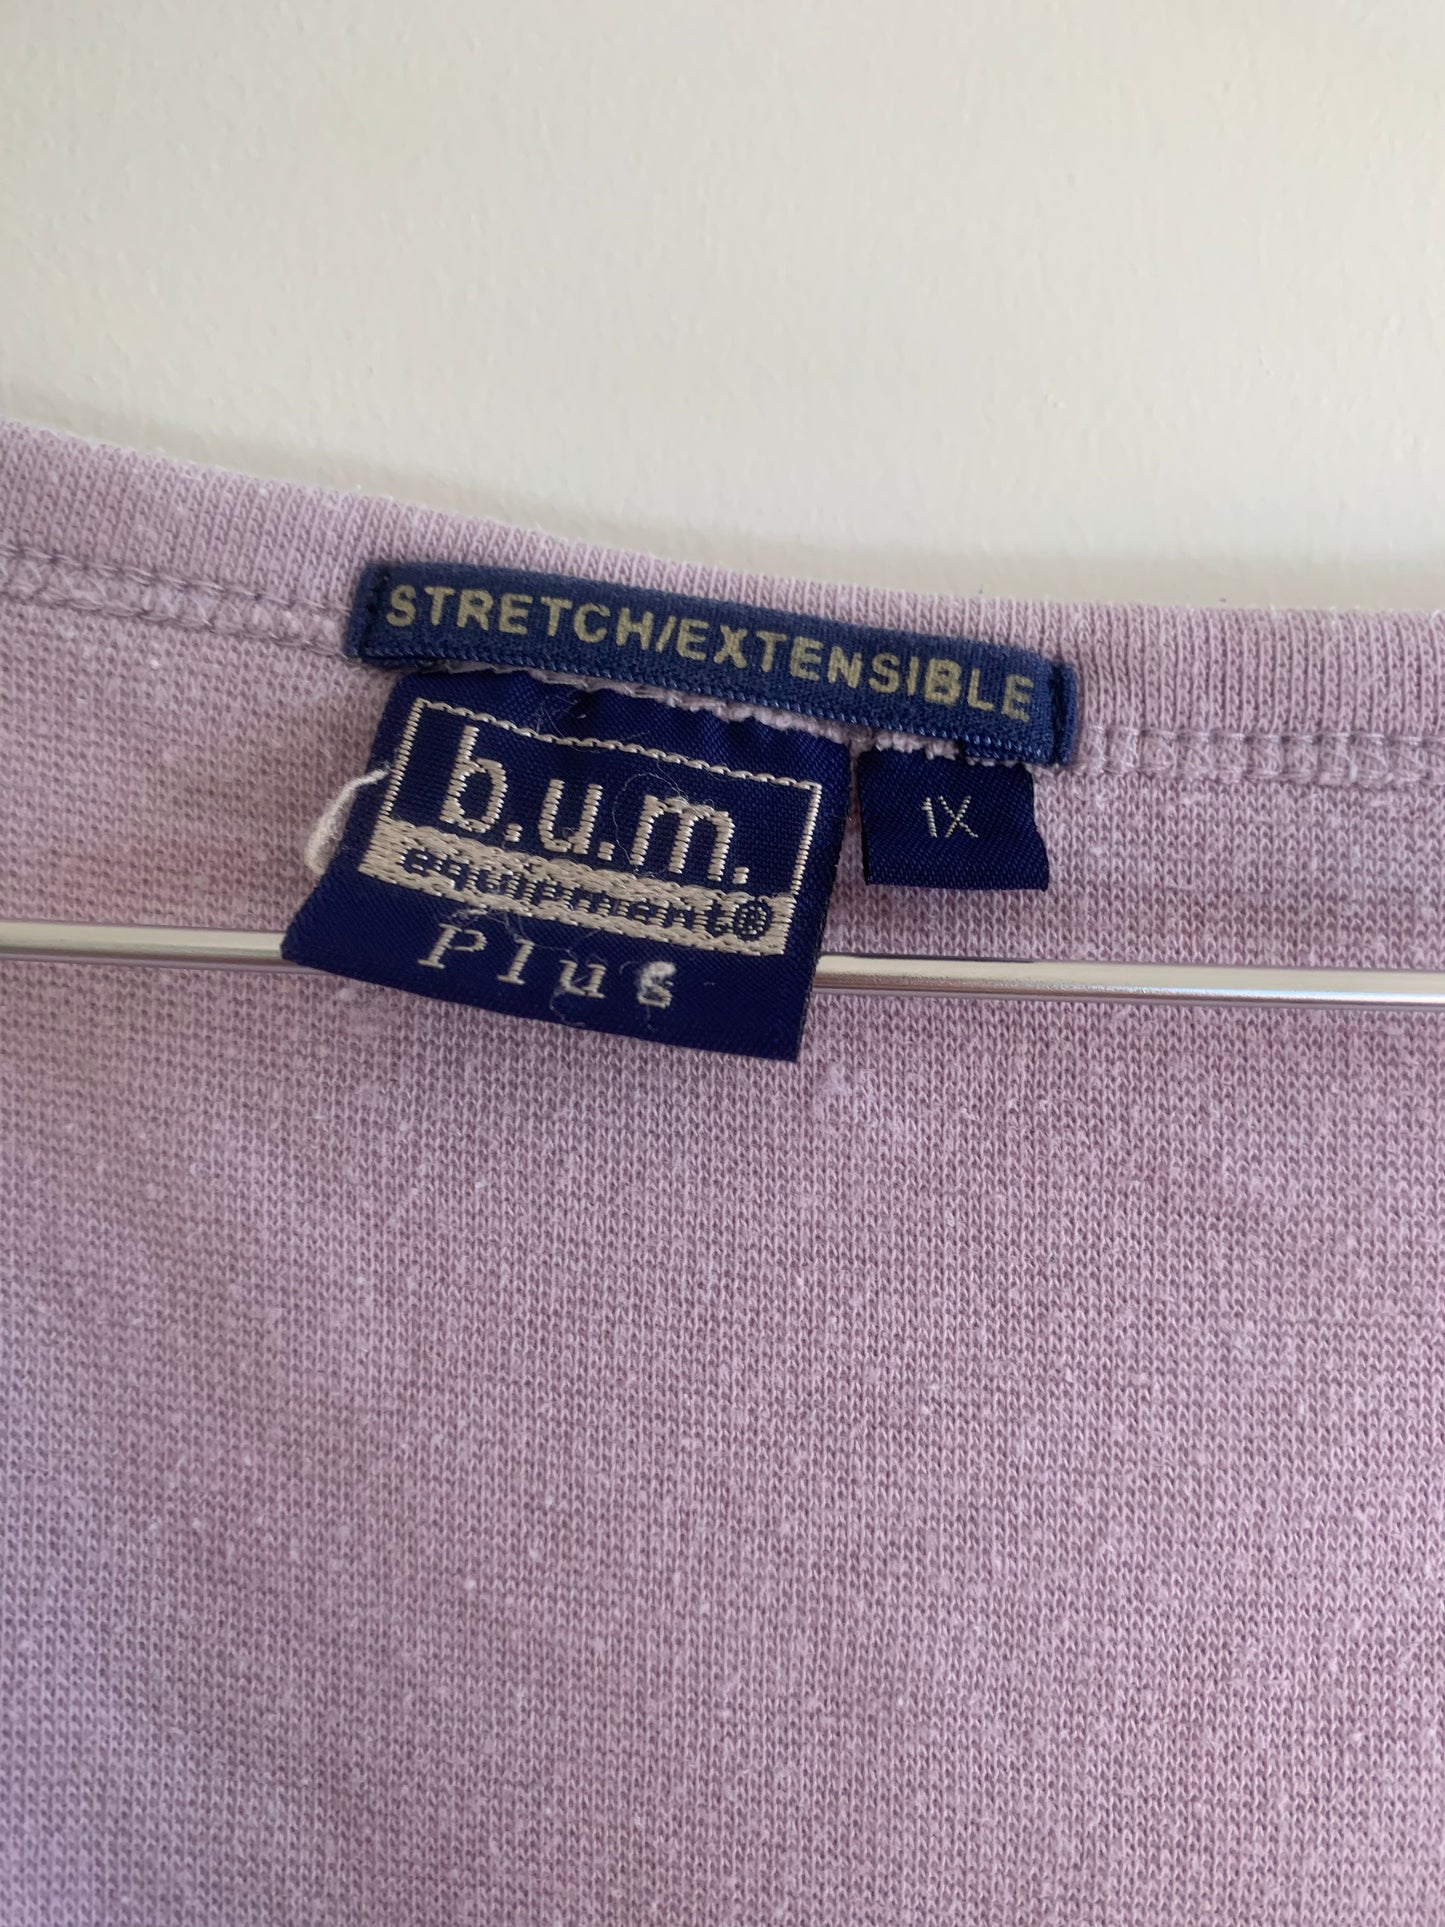 STRETCH/EXTENSIBLE
b.u.m.
equipment®
Plus
1X